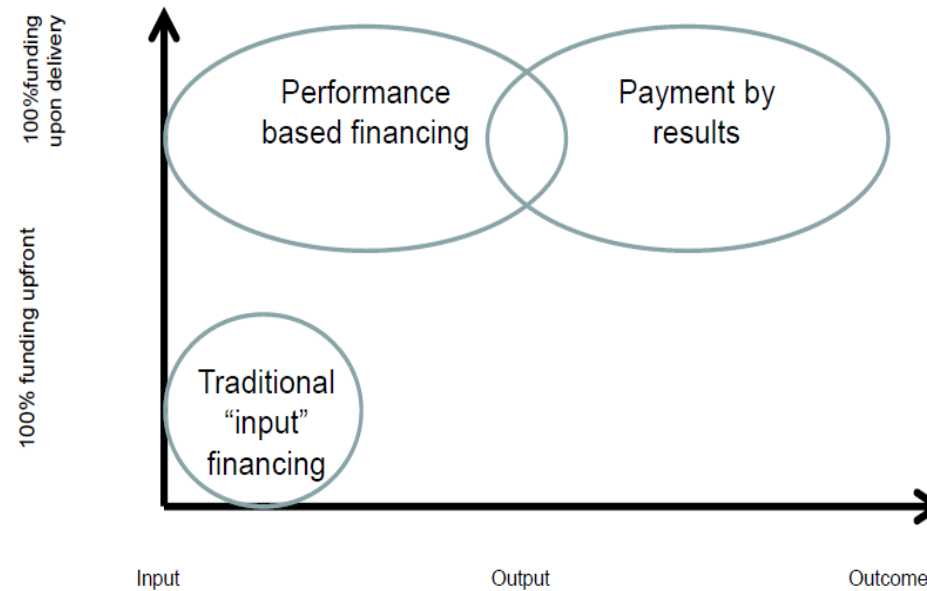 100%funding
upon delivery
Performance
based financing
Payment by
results
100% funding upfront
Traditional
“input”
financing
Input
Output
Outcome